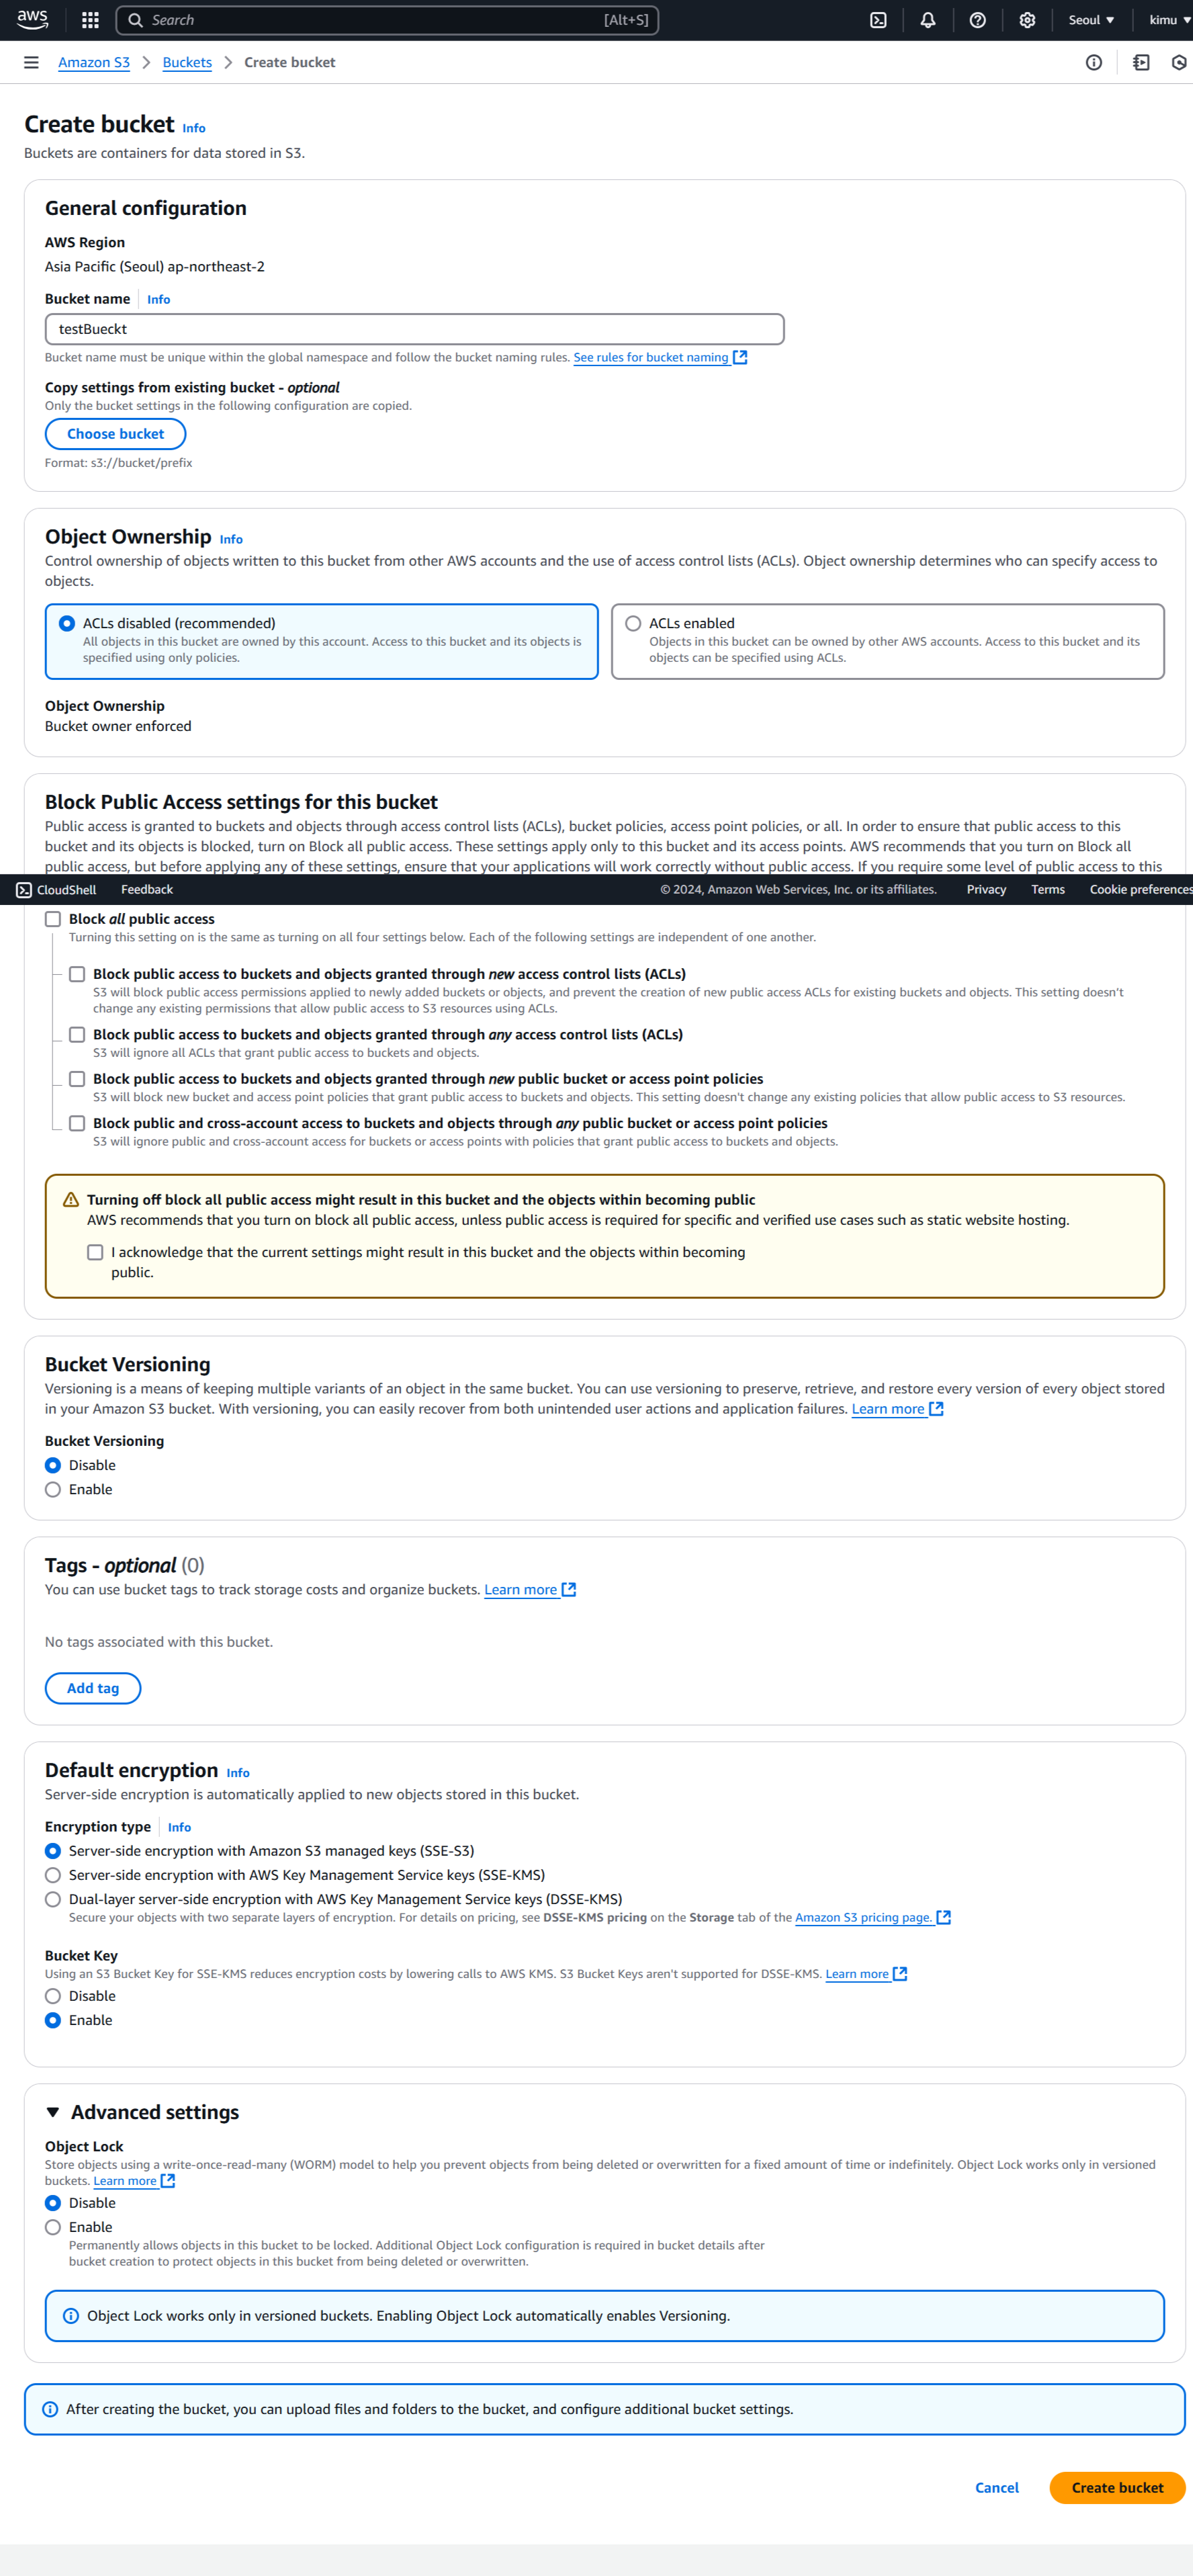 aws
Search [Alt+S]
Seoul ▼
kimu ▼
Amazon S3 > Buckets > Create bucket
Create bucket Info
Buckets are containers for data stored in S3.
General configuration
AWS Region
Asia Pacific (Seoul) ap-northeast-2
Bucket name Info
testBueckt
Bucket name must be unique within the global namespace and follow the bucket naming rules. See rules for bucket naming
Copy settings from existing bucket - optional
Only the bucket settings in the following configuration are copied.
Choose bucket
Format: s3://bucket/prefix
Object Ownership Info
Control ownership of objects written to this bucket from other AWS accounts and the use of access control lists (ACLs). Object ownership determines who can specify access to
objects.
ACLs disabled (recommended)
All objects in this bucket are owned by this account. Access to this bucket and its objects is
specified using only policies.
ACLs enabled
Objects in this bucket can be owned by other AWS accounts. Access to this bucket and its
objects can be specified using ACLs.
Object Ownership
Bucket owner enforced
Block Public Access settings for this bucket
Public access is granted to buckets and objects through access control lists (ACLs), bucket policies, access point policies, or all. In order to ensure that public access to this
bucket and its objects is blocked, turn on Block all public access. These settings apply only to this bucket and its access points. AWS recommends that you turn on Block all
public access, but before applying any of these settings, ensure that your applications will work correctly without public access. If you require some level of public access to this
CloudShell Feedback © 2024, Amazon Web Services, Inc. or its affiliates. Privacy Terms Cookie preferences
Block all public access
Turning this setting on is the same as turning on all four settings below. Each of the following settings are independent of one another.
Block public access to buckets and objects granted through new access control lists (ACLs)
S3 will block public access permissions applied to newly added buckets or objects, and prevent the creation of new public access ACLs for existing buckets and objects. This setting doesn't
change any existing permissions that allow public access to S3 resources using ACLs.
Block public access to buckets and objects granted through any access control lists (ACLs)
S3 will ignore all ACLs that grant public access to buckets and objects.
Block public access to buckets and objects granted through new public bucket or access point policies
S3 will block new bucket and access point policies that grant public access to buckets and objects. This setting doesn't change any existing policies that allow public access to S3 resources.
Block public and cross-account access to buckets and objects through any public bucket or access point policies
S3 will ignore public and cross-account access for buckets or access points with policies that grant public access to buckets and objects.
Turning off block all public access might result in this bucket and the objects within becoming public
AWS recommends that you turn on block all public access, unless public access is required for specific and verified use cases such as static website hosting.
I acknowledge that the current settings might result in this bucket and the objects within becoming
public.
Bucket Versioning
Versioning is a means of keeping multiple variants of an object in the same bucket. You can use versioning to preserve, retrieve, and restore every version of every object stored
in your Amazon S3 bucket. With versioning, you can easily recover from both unintended user actions and application failures. Learn more
Bucket Versioning
Disable
Enable
Tags - optional (0)
You can use bucket tags to track storage costs and organize buckets. Learn more
No tags associated with this bucket.
Add tag
Default encryption Info
Server-side encryption is automatically applied to new objects stored in this bucket.
Encryption type Info
Server-side encryption with Amazon S3 managed keys (SSE-S3)
Server-side encryption with AWS Key Management Service keys (SSE-KMS)
Dual-layer server-side encryption with AWS Key Management Service keys (DSSE-KMS)
Secure your objects with two separate layers of encryption. For details on pricing, see DSSE-KMS pricing on the Storage tab of the Amazon S3 pricing page.
Bucket Key
Using an S3 Bucket Key for SSE-KMS reduces encryption costs by lowering calls to AWS KMS. S3 Bucket Keys aren't supported for DSSE-KMS. Learn more
Disable
Enable
▼ Advanced settings
Object Lock
Store objects using a write-once-read-many (WORM) model to help you prevent objects from being deleted or overwritten for a fixed amount of time or indefinitely. Object Lock works only in versioned
buckets. Learn more
Disable
Enable
Permanently allows objects in this bucket to be locked. Additional Object Lock configuration is required in bucket details after
bucket creation to protect objects in this bucket from being deleted or overwritten.
Object Lock works only in versioned buckets. Enabling Object Lock automatically enables Versioning.
After creating the bucket, you can upload files and folders to the bucket, and configure additional bucket settings.
Cancel
Create bucket